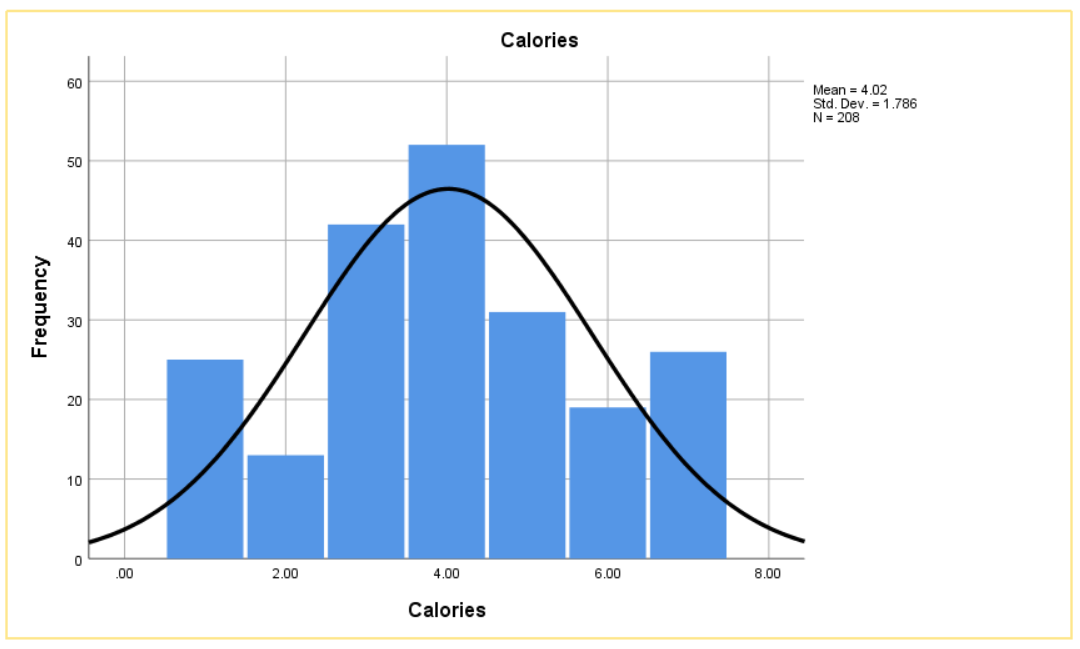 Calories
Mean = 4.02
Std. Dev. = 1.786
N = 208
60
50
40
30
20
10
0
Frequency
.00 2.00 4.00 6.00 8.00
Calories